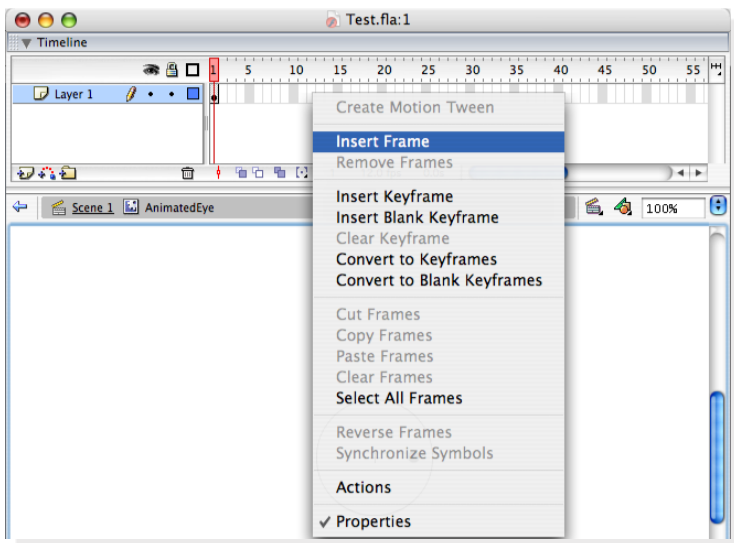 Test.fla:1
Timeline
1 5 10 15 20 25 30 35 40 45 50 55
Layer 1
Scene 1 AnimatedEye 100%
Create Motion Tween
Insert Frame
Remove Frames
Insert Keyframe
Insert Blank Keyframe
Clear Keyframe
Convert to Keyframes
Convert to Blank Keyframes
Cut Frames
Copy Frames
Paste Frames
Clear Frames
Select All Frames
Reverse Frames
Synchronize Symbols
Actions
Properties